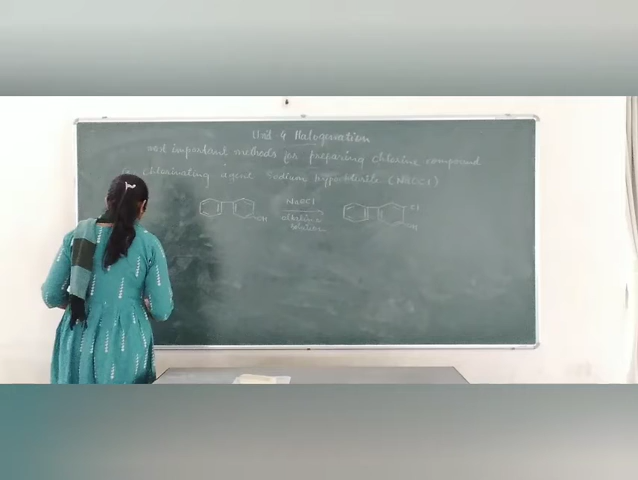 Unit 4 Halogenation
most important methods for preparing chlorine compound
chlorinating agent Sodium hypochlorite (NaOCl)
NaOCl
alkaline
solution
OH
Cl